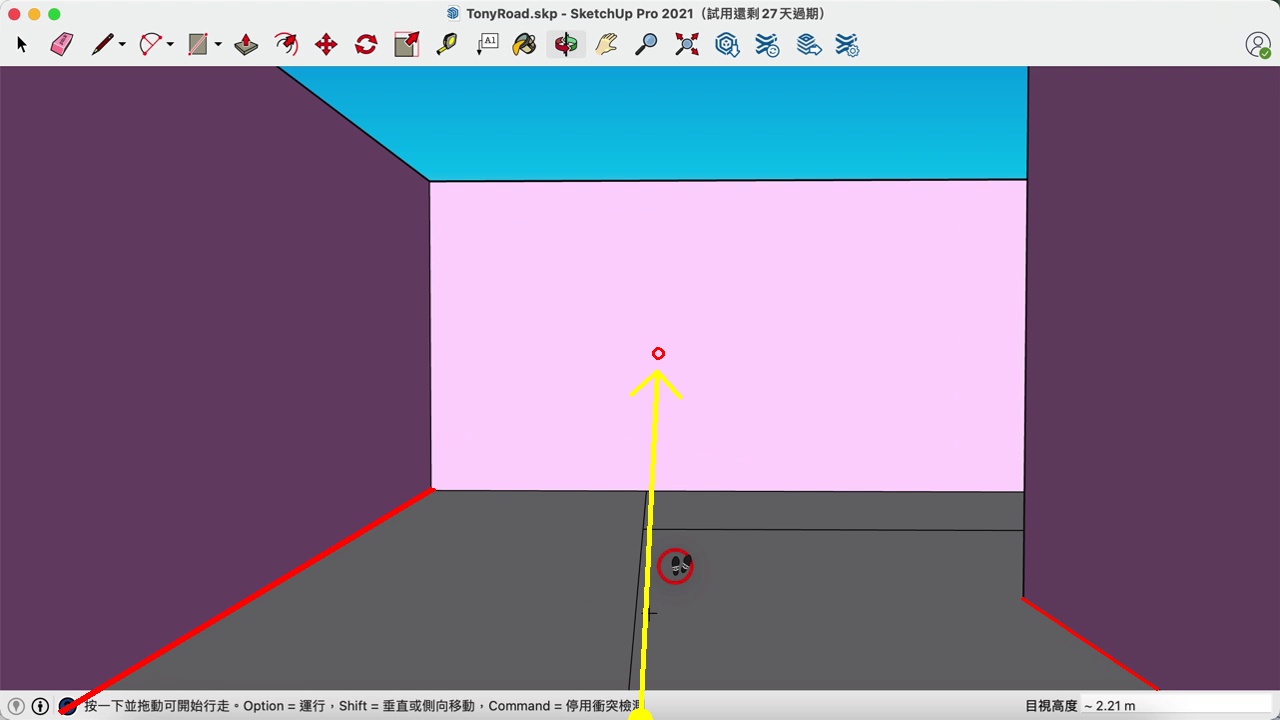 TonyRoad.skp - SketchUp Pro 2021（試用還剩 27 天過期）
A1
按一下並拖動可開始行走。Option = 運行，Shift = 垂直或側向移動，Command = 停用衝突檢測
目視高度 ~ 2.21 m